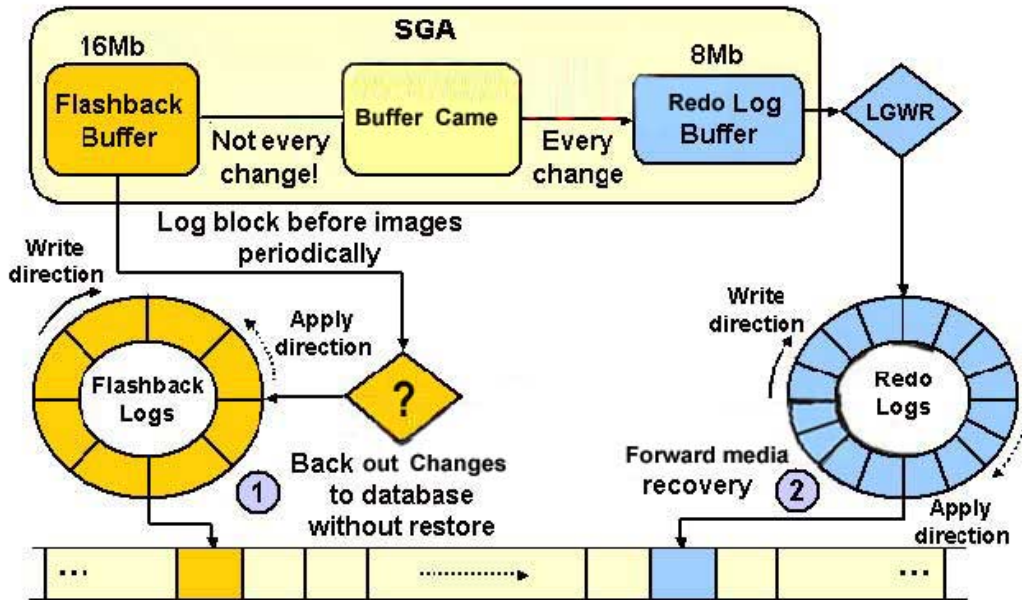 SGA
16Mb
8Mb
Flashback
Buffer
Not every
change!
Buffer Came
Every
change
Redo Log
Buffer
LGWR
Log block before images
periodically
Write
direction
Apply
direction
Flashback
Logs
?
Write
direction
Redo
Logs
1
Back out Changes
to database
without restore
Forward media
recovery
2
Apply
direction
...
...